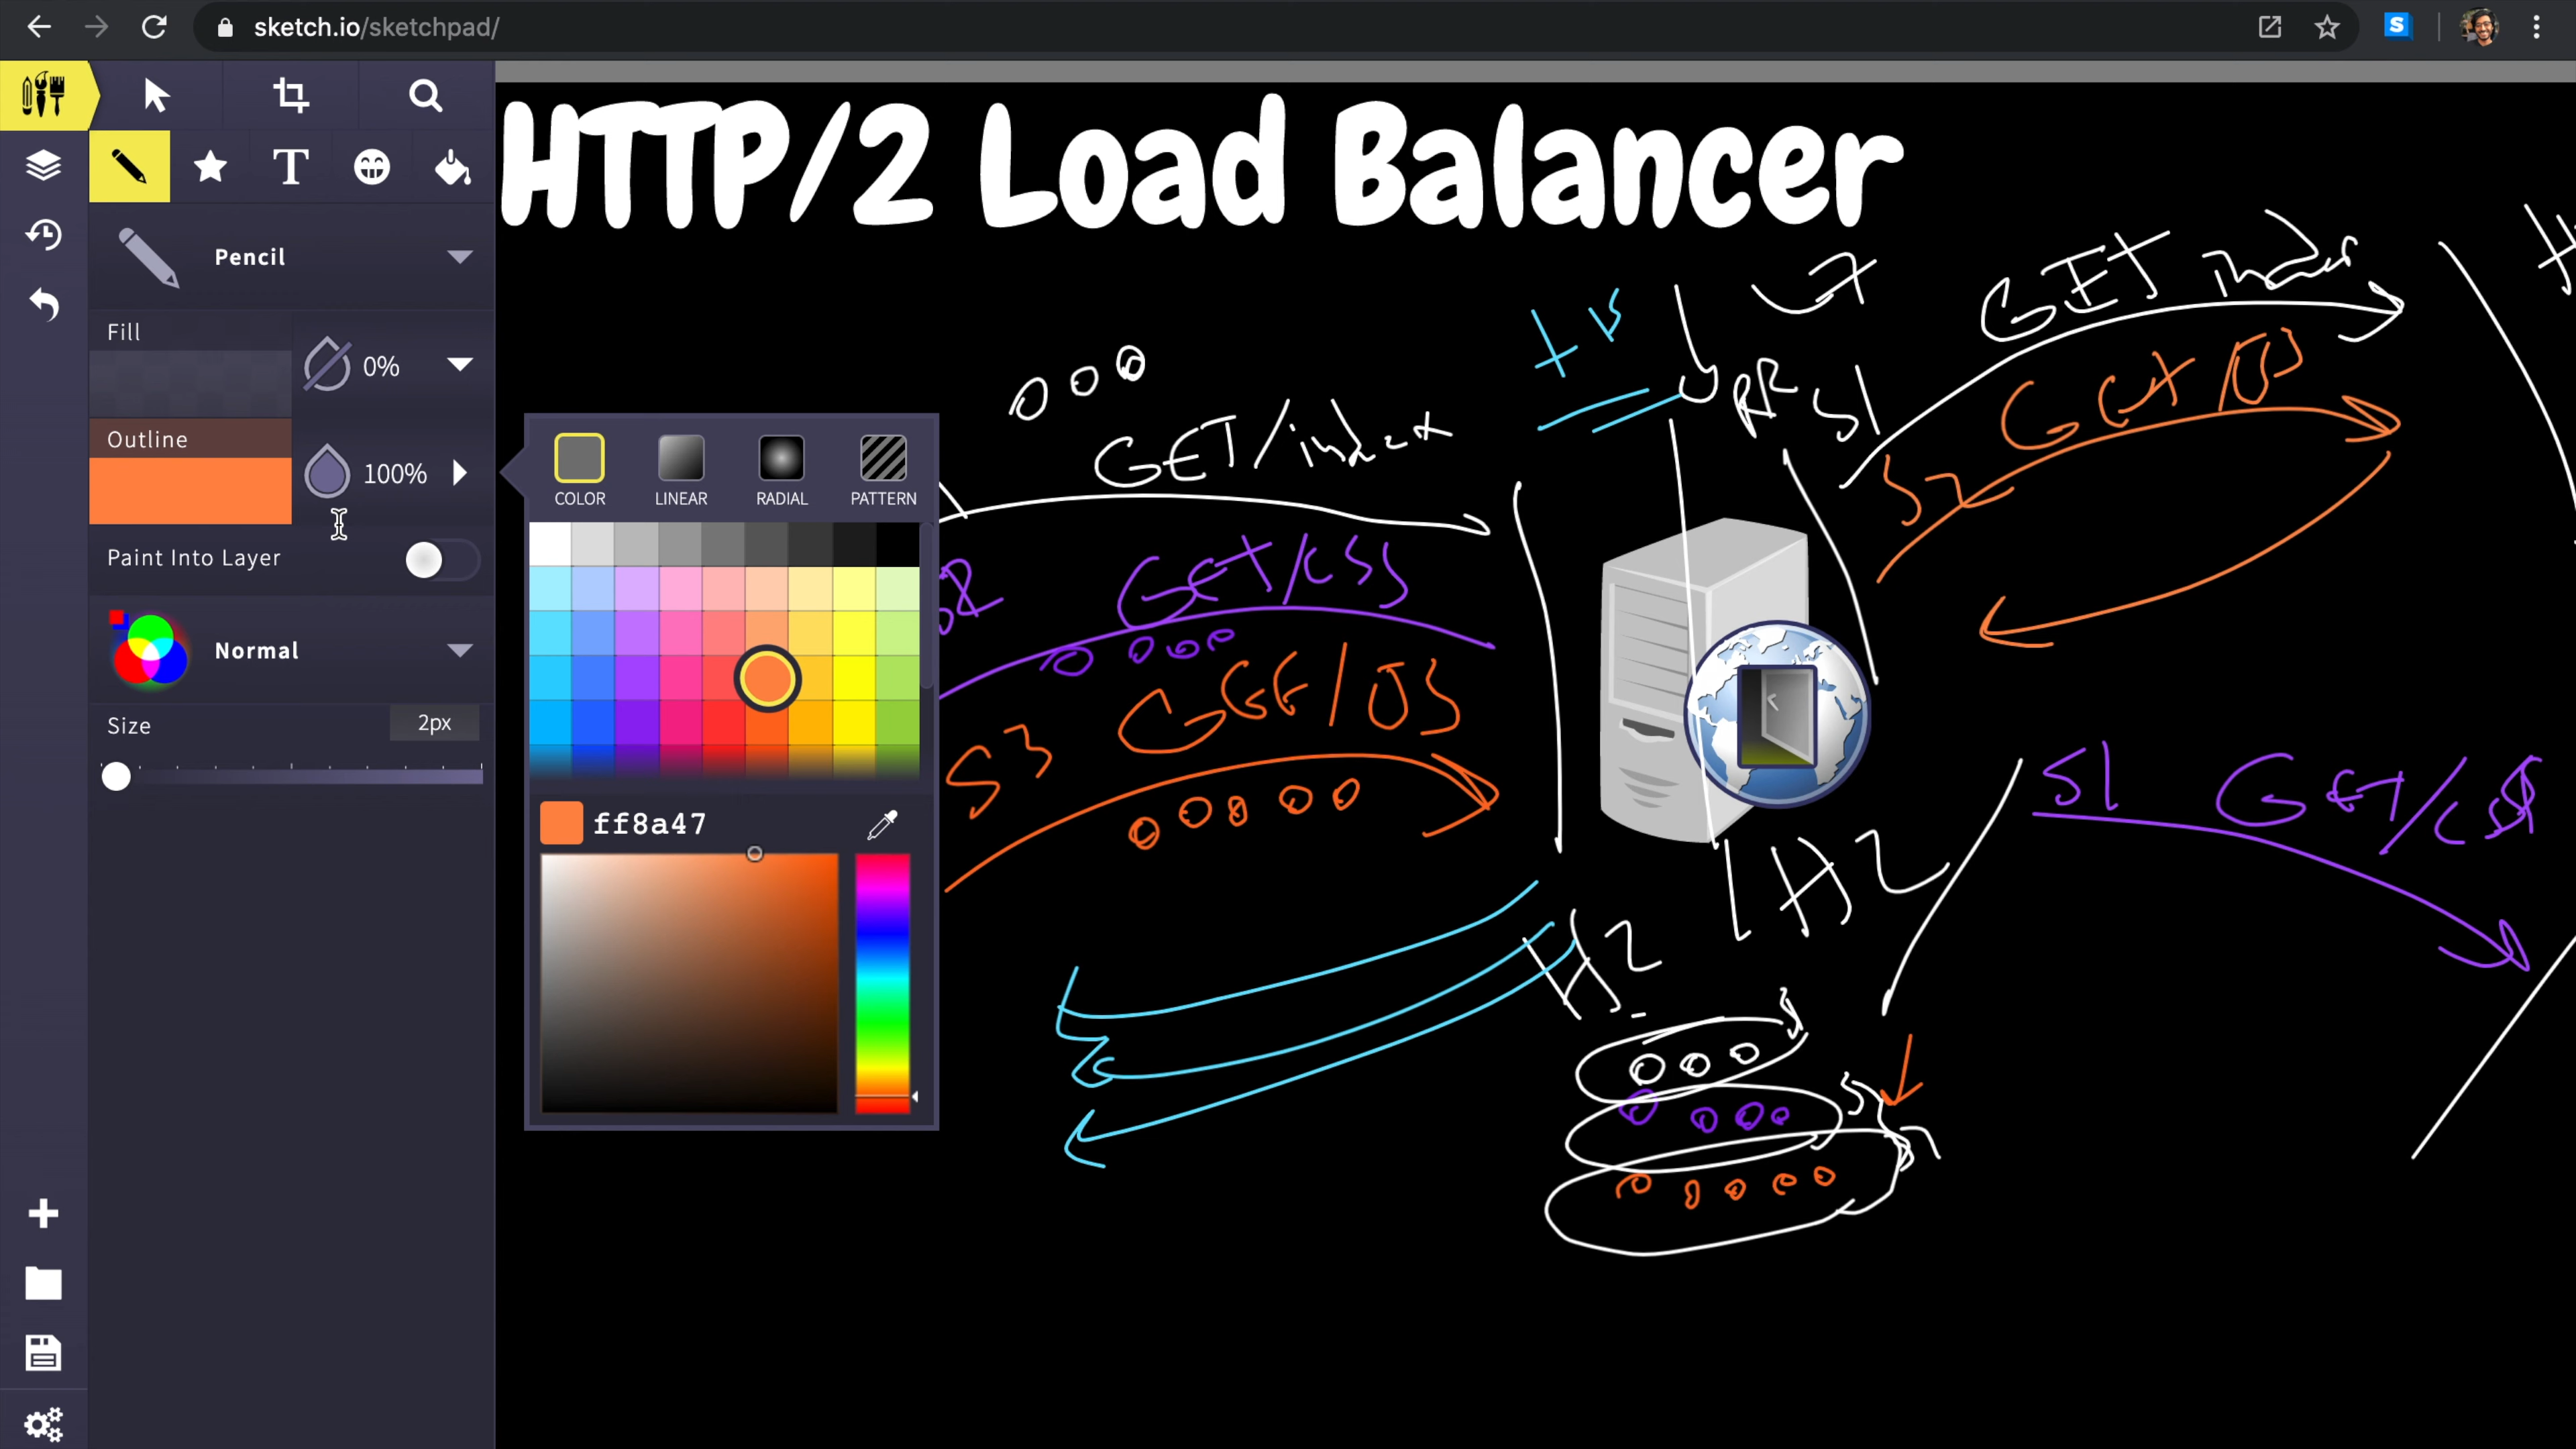 sketch.io/sketchpad/
S
HTTP/2 Load Balancer
T
Pencil
Fill
0%
Outline
100%
Paint Into Layer
Normal
Size
2px
COLOR
LINEAR
RADIAL
PATTERN
ff8a47
L7
GET index
GET/index
RR S1
S2 Get/JS
GET/CSS
S3 GET/JS
S1 GET/CSS
H2
H2